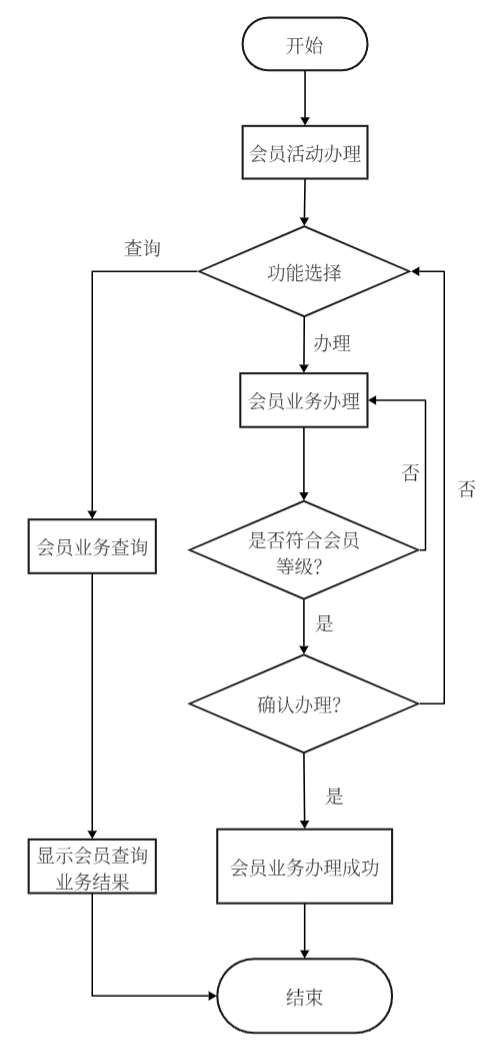 开始
会员活动办理
查询
功能选择
办理
会员业务办理
否
否
会员业务查询
是否符合会员
等级?
是
确认办理?
是
显示会员查询
业务结果
会员业务办理成功
结束